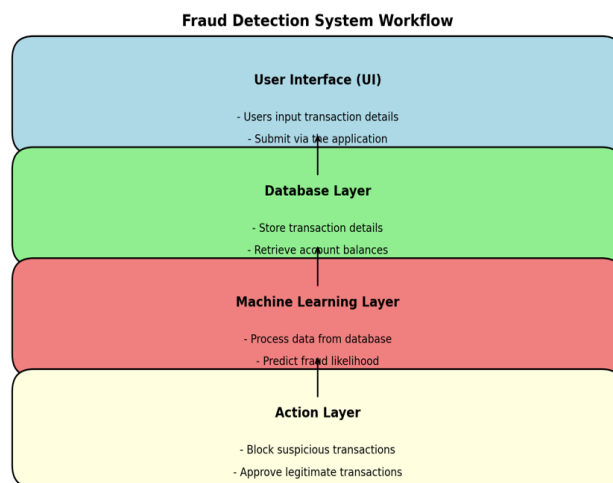 Fraud Detection System Workflow
User Interface (UI)
- Users input transaction details
- Submit via the application
Database Layer
- Store transaction details
- Retrieve account balances
Machine Learning Layer
- Process data from database
- Predict fraud likelihood
Action Layer
- Block suspicious transactions
- Approve legitimate transactions